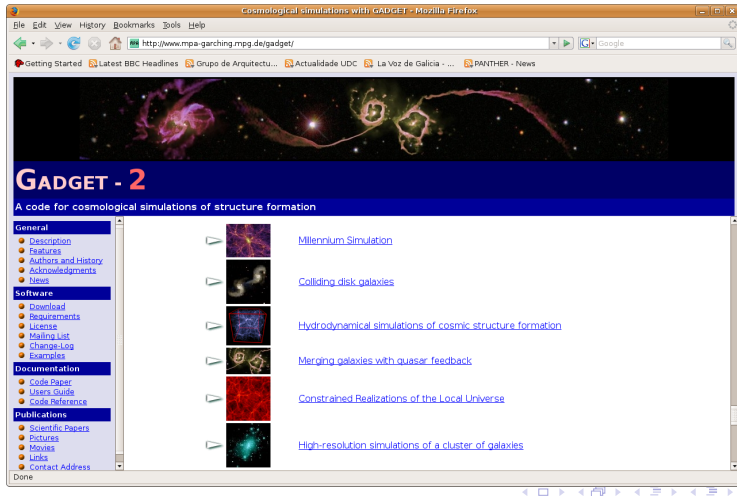 Cosmological simulations with GADGET - Mozilla Firefox
File Edit View History Bookmarks Tools Help
http://www.mpa-garching.mpg.de/gadget/
Google
Getting Started Latest BBC Headlines Grupo de Arquitectu... Actualidade UDC La Voz de Galicia - ... PANTHER - News
GADGET - 2
A code for cosmological simulations of structure formation
General
Description
Features
Authors and History
Acknowledgments
News
Software
Download
Requirements
License
Mailing List
Change-Log
Examples
Documentation
Code Paper
Users Guide
Code Reference
Publications
Scientific Papers
Pictures
Movies
Links
Contact Address
Millennium Simulation
Colliding disk galaxies
Hydrodynamical simulations of cosmic structure formation
Merging galaxies with quasar feedback
Constrained Realizations of the Local Universe
High-resolution simulations of a cluster of galaxies
Done